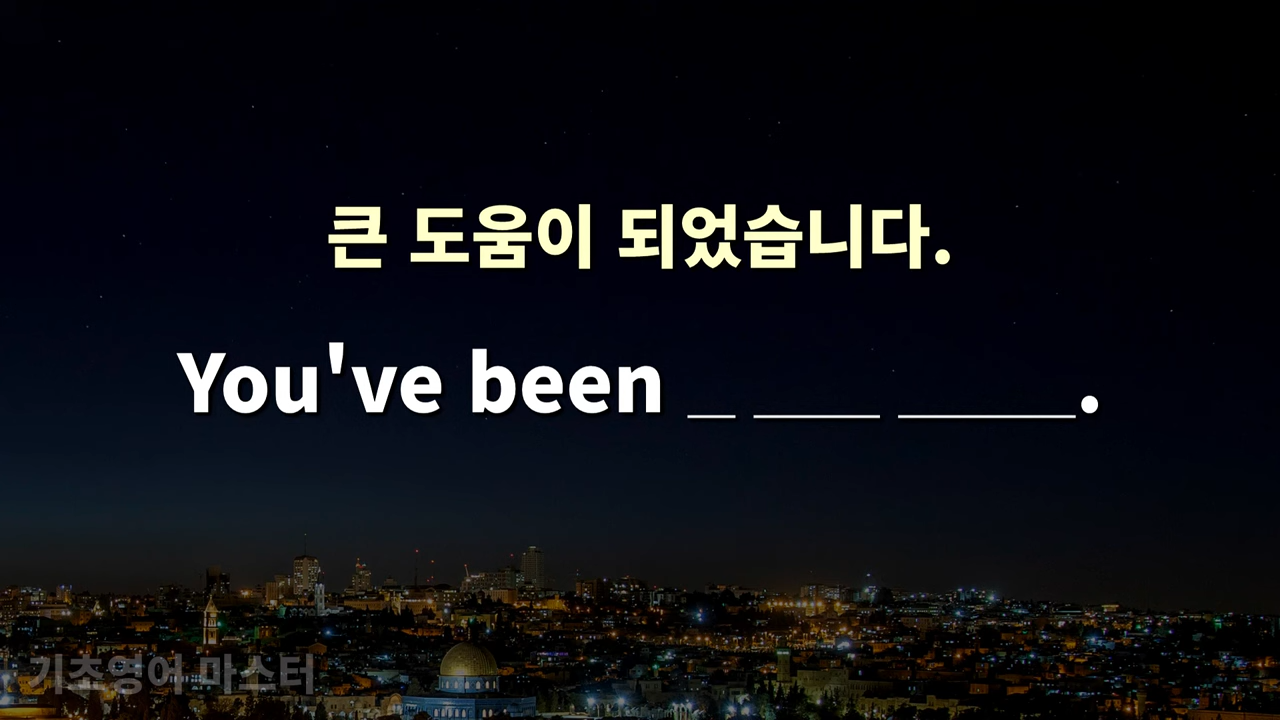 큰 도움이 되었습니다.
You've been _ ___ ____.
기초영어 마스터